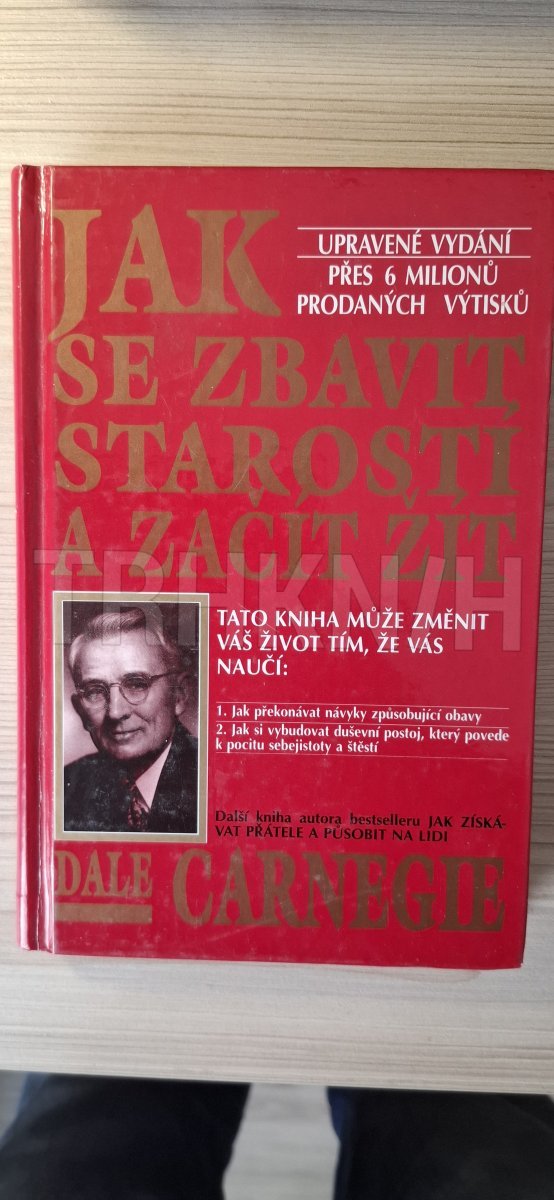 JAK
UPRAVENÉ VYDÁNÍ
PŘES 6 MILIONŮ
PRODANÝCH VÝTISKŮ
SE ZBAVIT
STAROSTÍ
A ZAČÍT ŽÍT
TRHKN/H
TATO KNIHA MŮŽE ZMĚNIT
VÁŠ ŽIVOT TÍM, ŽE VÁS
NAUČÍ:
1. Jak překonávat návyky způsobující obavy
2. Jak si vybudovat duševní postoj, který povede
k pocitu sebejistoty a štěstí
Další kniha autora bestselleru JAK ZÍSKÁ-
VAT PŘÁTELE A PŮSOBIT NA LIDI
DALE CARNEGIE